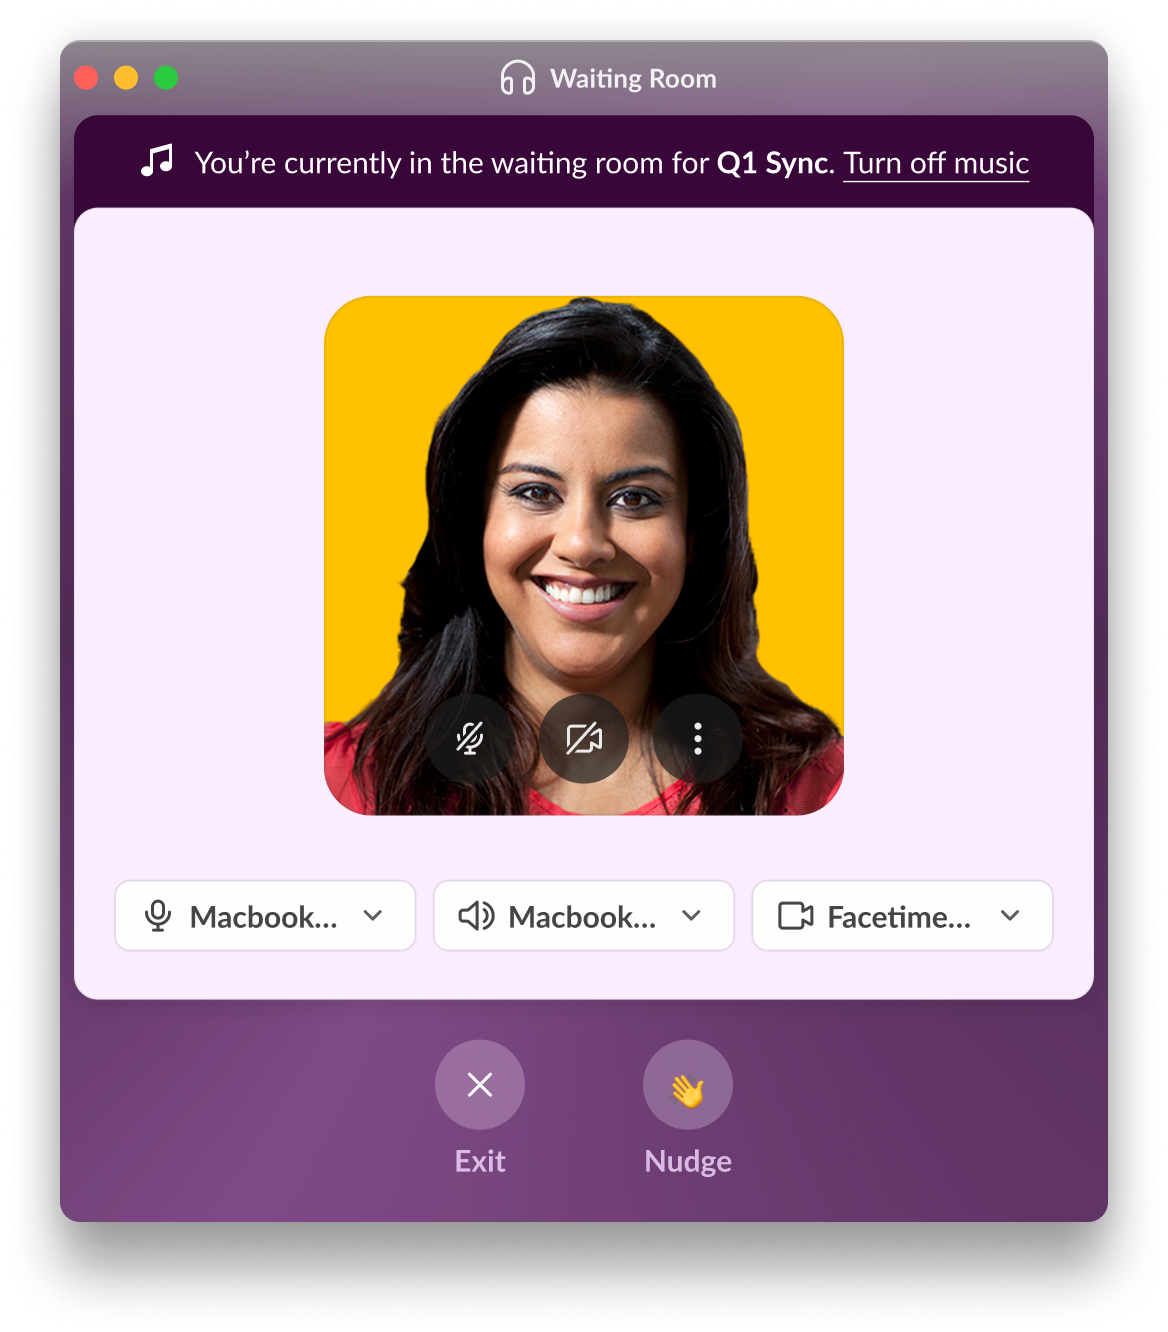 Waiting Room
You’re currently in the waiting room for Q1 Sync. Turn off music
Macbook... Macbook... Facetime...
Exit Nudge